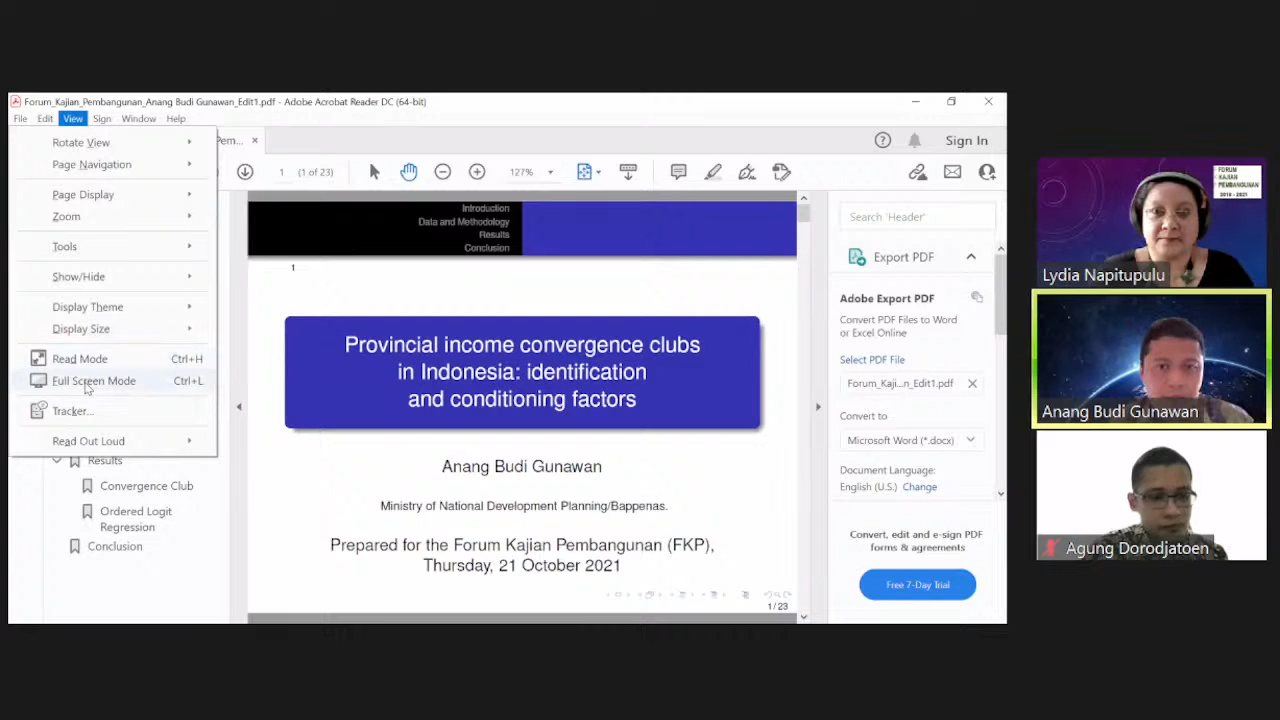 Forum_Kajian_Pembangunan_Anang Budi Gunawan_Edit1.pdf - Adobe Acrobat Reader DC (64-bit)
File Edit View Sign Window Help
Rotate View
Page Navigation
Page Display
Zoom
Tools
Show/Hide
Display Theme
Display Size
Read Mode Ctrl+H
Full Screen Mode Ctrl+L
Tracker...
Read Out Loud
Results
Convergence Club
Ordered Logit
Regression
Conclusion
Pem...
Sign In
1 (1 of 23)
127%
Introduction
Data and Methodology
Results
Conclusion
1
Provincial income convergence clubs
in Indonesia: identification
and conditioning factors
Anang Budi Gunawan
Ministry of National Development Planning/Bappenas.
Prepared for the Forum Kajian Pembangunan (FKP),
Thursday, 21 October 2021
1 / 23
Search 'Header'
Export PDF
Adobe Export PDF
Convert PDF Files to Word
or Excel Online
Select PDF File
Forum_Kaji...n_Edit1.pdf
Convert to
Microsoft Word (*.docx)
Document Language:
English (U.S.) Change
Convert, edit and e-sign PDF
forms & agreements
Free 7-Day Trial
FORUM
KAJIAN
PEMBANGUNAN
2010 - 2021
Lydia Napitupulu
Anang Budi Gunawan
Agung Dorodjatoen